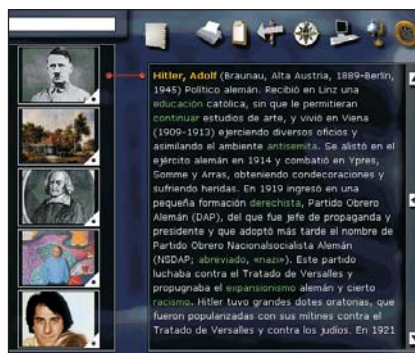 Hitler, Adolf (Braunau, Alta Austria, 1889-Berlín,
1945) Político alemán. Recibió en Linz una
educación católica, sin que le permitieran
continuar estudios de arte, y vivió en Viena
(1909-1913) ejerciendo diversos oficios y
asimilando el ambiente antisemita. Se alistó en el
ejército alemán en 1914 y combatió en Ypres,
Somme y Arras, obteniendo condecoraciones y
sufriendo heridas. En 1919 ingresó en una
pequeña formación derechista, Partido Obrero
Alemán (DAP), del que fue jefe de propaganda y
presidente y que adoptó más tarde el nombre de
Partido Obrero Nacionalsocialista Alemán
(NSDAP; abreviado, «nazi»). Este partido
luchaba contra el Tratado de Versalles y
propugnaba el expansionismo alemán y cierto
racismo. Hitler tuvo grandes dotes oratorias, que
fueron popularizadas con sus mítines contra el
Tratado de Versalles y contra los judíos. En 1921